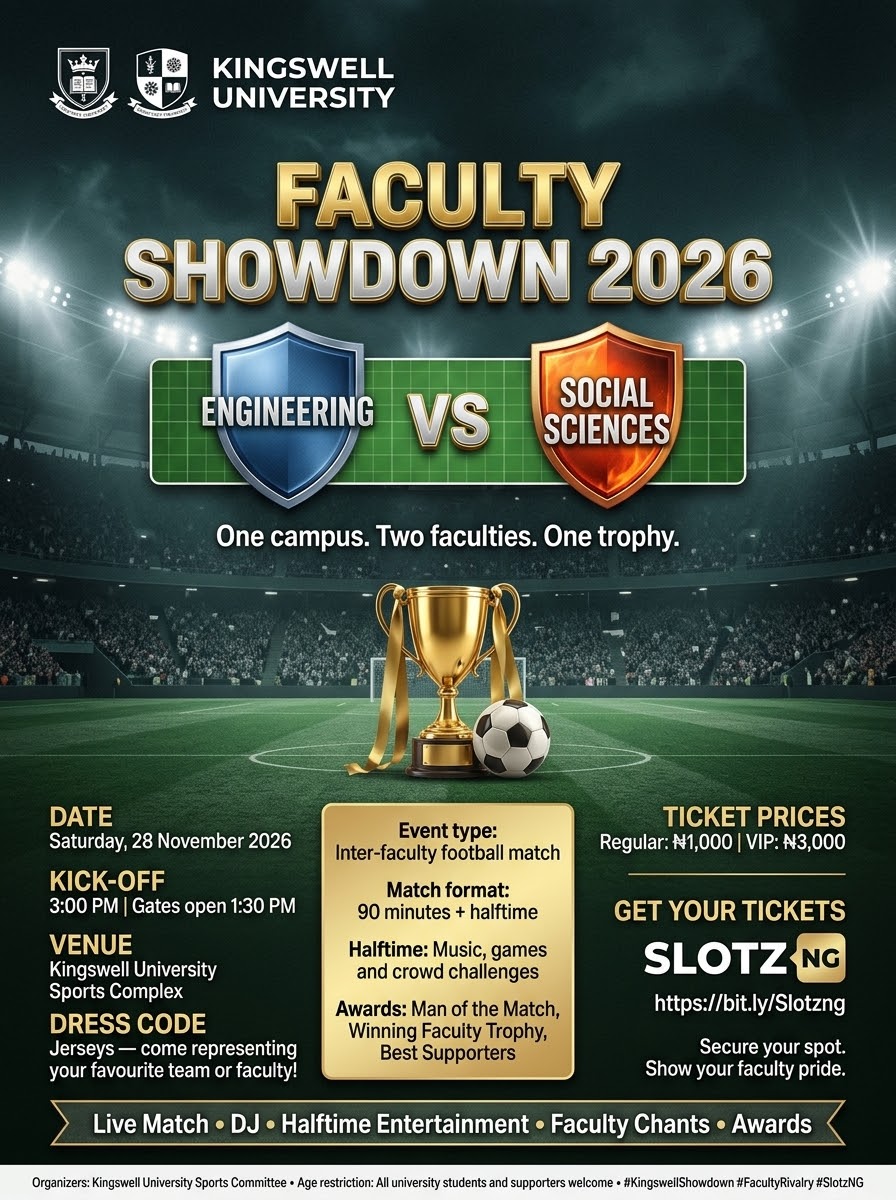 KINGSWELL
UNIVERSITY
FACULTY
SHOWDOWN 2026
ENGINEERING
VS
SOCIAL
SCIENCES
One campus. Two faculties. One trophy.
DATE
Saturday, 28 November 2026
KICK-OFF
3:00 PM | Gates open 1:30 PM
VENUE
Kingswell University
Sports Complex
DRESS CODE
Jerseys — come representing
your favourite team or faculty!
Event type:
Inter-faculty football match
Match format:
90 minutes + halftime
Halftime: Music, games
and crowd challenges
Awards: Man of the Match,
Winning Faculty Trophy,
Best Supporters
TICKET PRICES
Regular: ₦1,000 | VIP: ₦3,000
GET YOUR TICKETS
SLOTZ NG
https://bit.ly/Slotzng
Secure your spot.
Show your faculty pride.
Live Match • DJ • Halftime Entertainment • Faculty Chants • Awards
Organizers: Kingswell University Sports Committee • Age restriction: All university students and supporters welcome • #KingswellShowdown #FacultyRivalry #SlotzNG